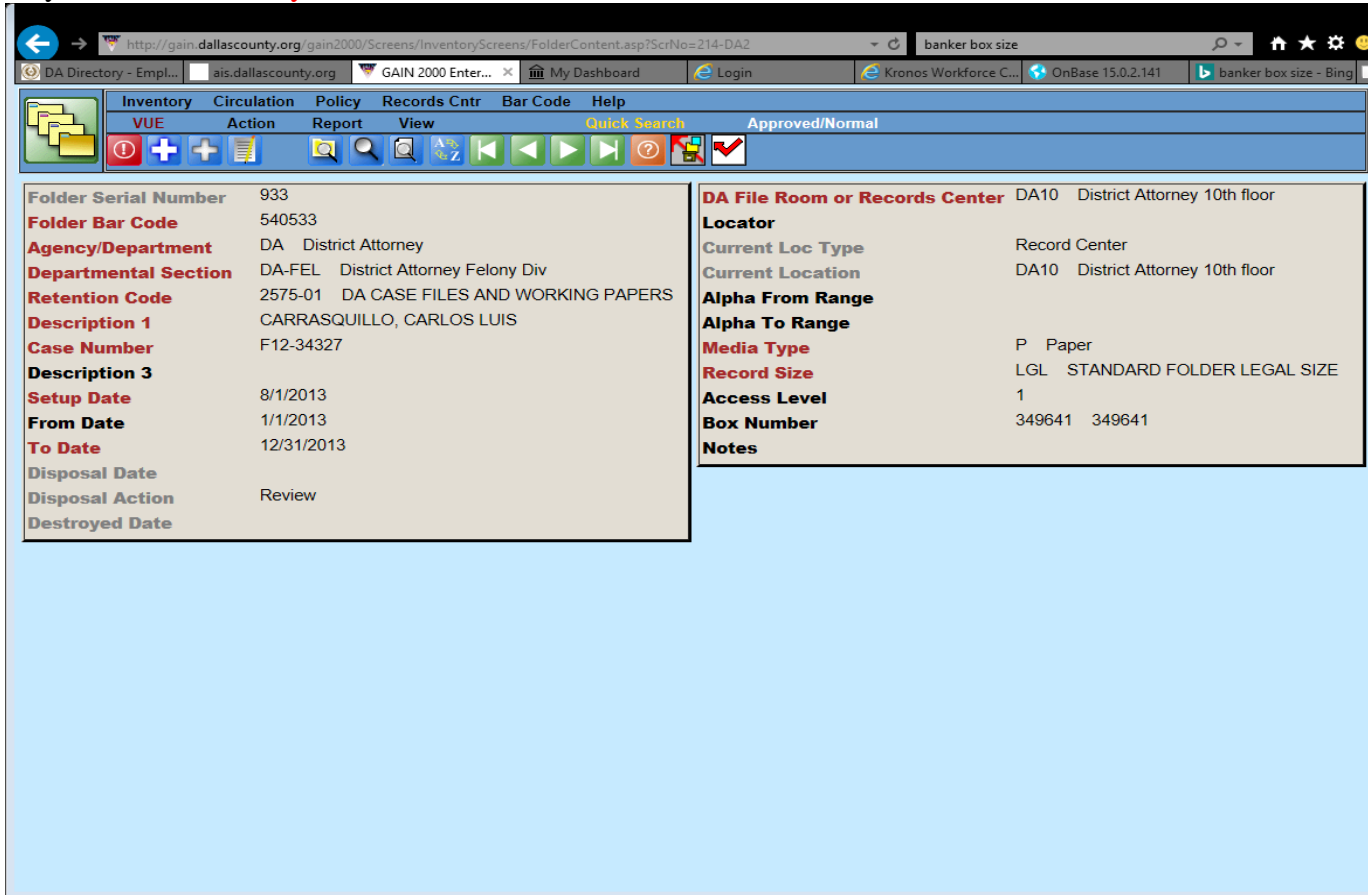 http://gain.dallascounty.org/gain2000/Screens/InventoryScreens/FolderContent.asp?ScrNo=214-DA2
banker box size
DA Directory - Empl...
ais.dallascounty.org
GAIN 2000 Enter...
My Dashboard
Login
Kronos Workforce C...
OnBase 15.0.2.141
banker box size - Bing
Inventory Circulation Policy Records Cntr Bar Code Help
VUE Action Report View Quick Search Approved/Normal
Folder Serial Number 933
Folder Bar Code 540533
Agency/Department DA District Attorney
Departmental Section DA-FEL District Attorney Felony Div
Retention Code 2575-01 DA CASE FILES AND WORKING PAPERS
Description 1 CARRASQUILLO, CARLOS LUIS
Case Number F12-34327
Description 3
Setup Date 8/1/2013
From Date 1/1/2013
To Date 12/31/2013
Disposal Date
Disposal Action Review
Destroyed Date
DA File Room or Records Center DA10 District Attorney 10th floor
Locator
Current Loc Type Record Center
Current Location DA10 District Attorney 10th floor
Alpha From Range
Alpha To Range
Media Type P Paper
Record Size LGL STANDARD FOLDER LEGAL SIZE
Access Level 1
Box Number 349641 349641
Notes